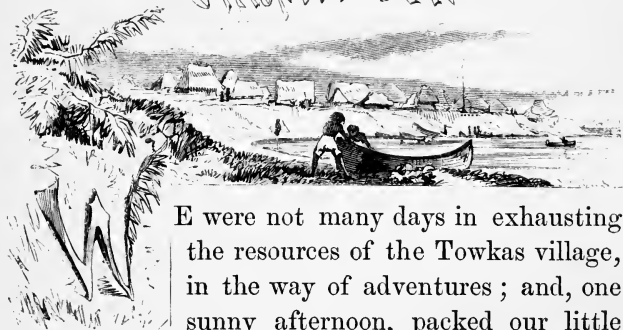 WE were not many days in exhausting
the resources of the Towkas village,
in the way of adventures ; and, one
sunny afternoon, packed our little